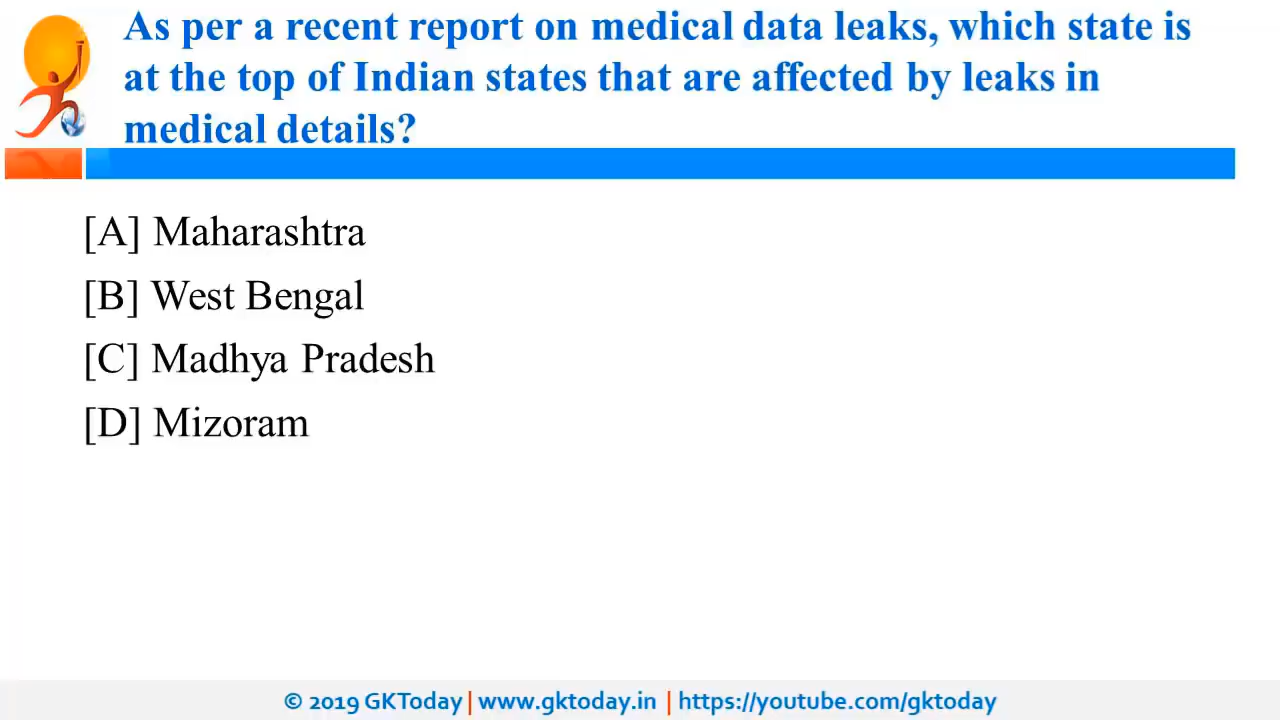 As per a recent report on medical data leaks, which state is
at the top of Indian states that are affected by leaks in
medical details?
[A] Maharashtra
[B] West Bengal
[C] Madhya Pradesh
[D] Mizoram
© 2019 GKToday | www.gktoday.in | https://youtube.com/gktoday